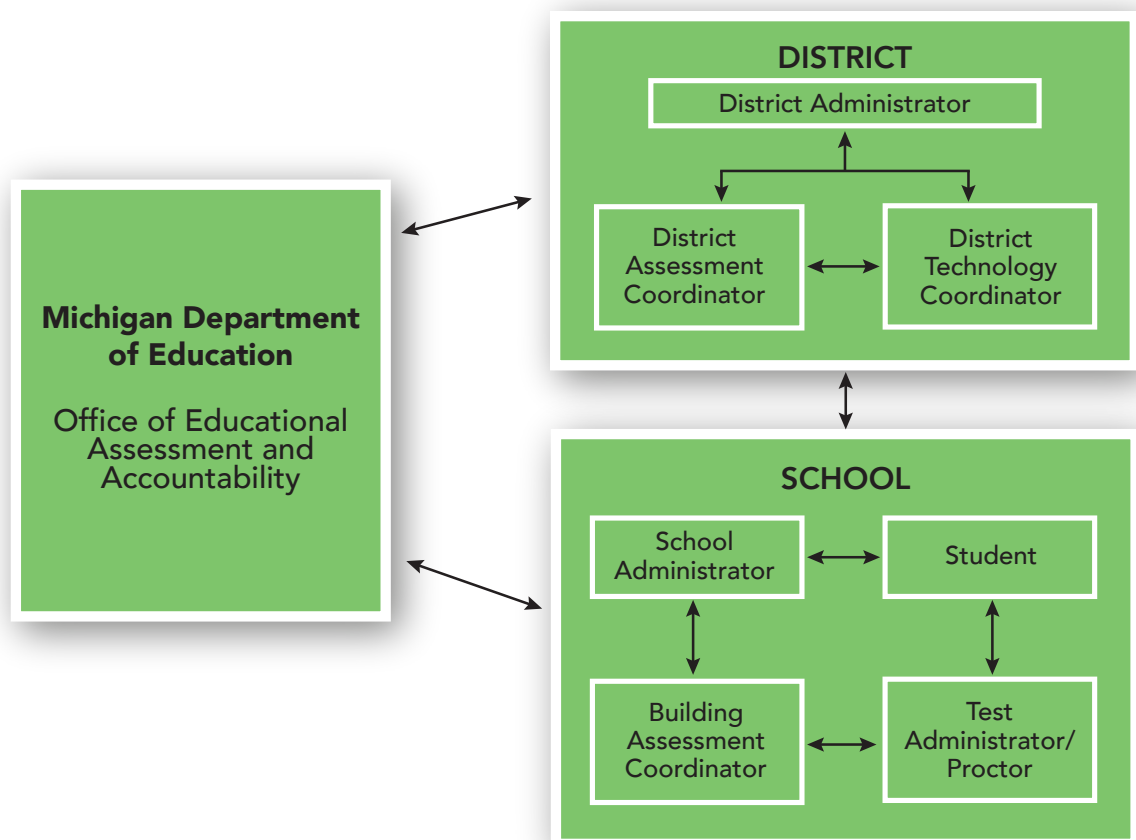 Michigan Department
of Education
Office of Educational
Assessment and
Accountability
DISTRICT
District Administrator
District
Assessment
Coordinator
District
Technology
Coordinator
SCHOOL
School
Administrator
Student
Building
Assessment
Coordinator
Test
Administrator/
Proctor